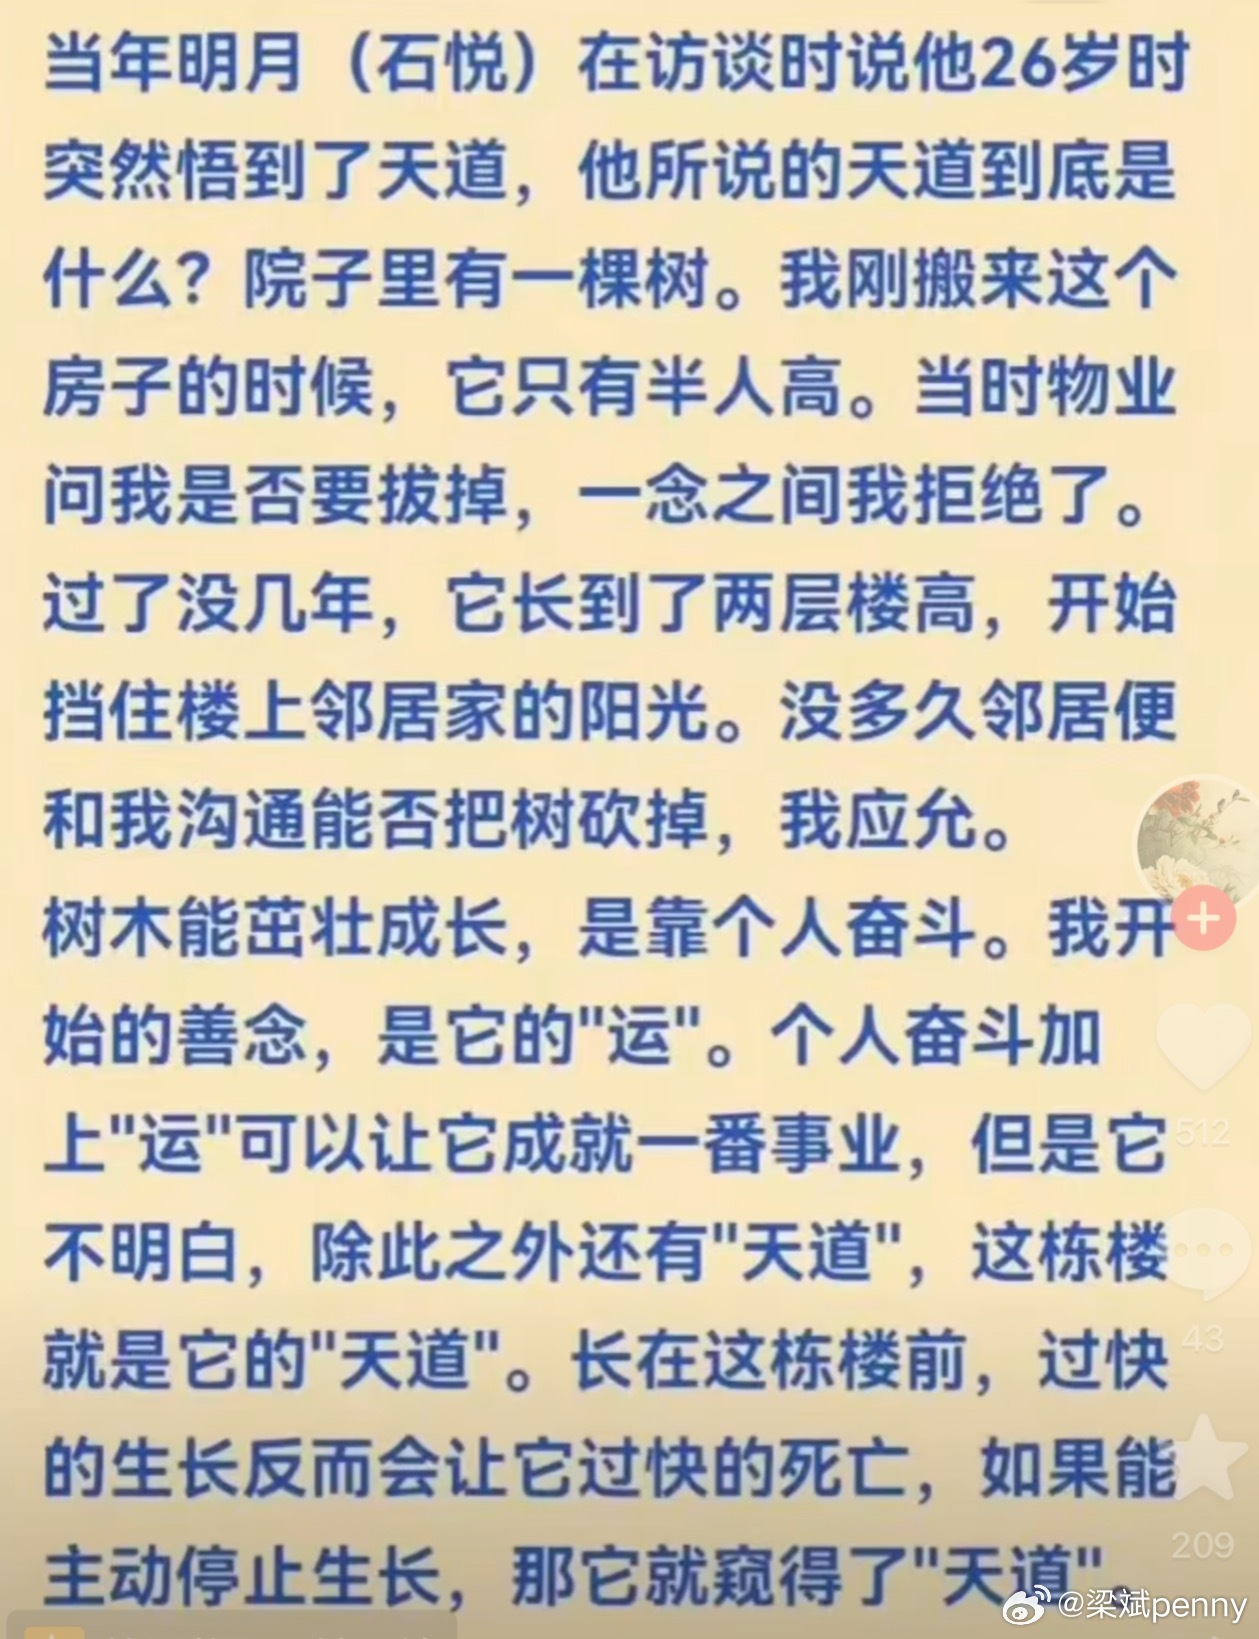 当年明月（石悦）在访谈时说他26岁时
突然悟到了天道，他所说的天道到底是
什么？院子里有一棵树。我刚搬来这个
房子的时候，它只有半人高。当时物业
问我是否要拔掉，一念之间我拒绝了。
过了没几年，它长到了两层楼高，开始
挡住楼上邻居家的阳光。没多久邻居便
和我沟通能否把树砍掉，我应允。
树木能茁壮成长，是靠个人奋斗。我开
始的善念，是它的"运"。个人奋斗加
上"运"可以让它成就一番事业，但是它
不明白，除此之外还有"天道"，这栋楼
就是它的"天道"。长在这栋楼前，过快
的生长反而会让它过快的死亡，如果能
主动停止生长，那它就窥得了"天道"。
512
43
209
@梁斌penny